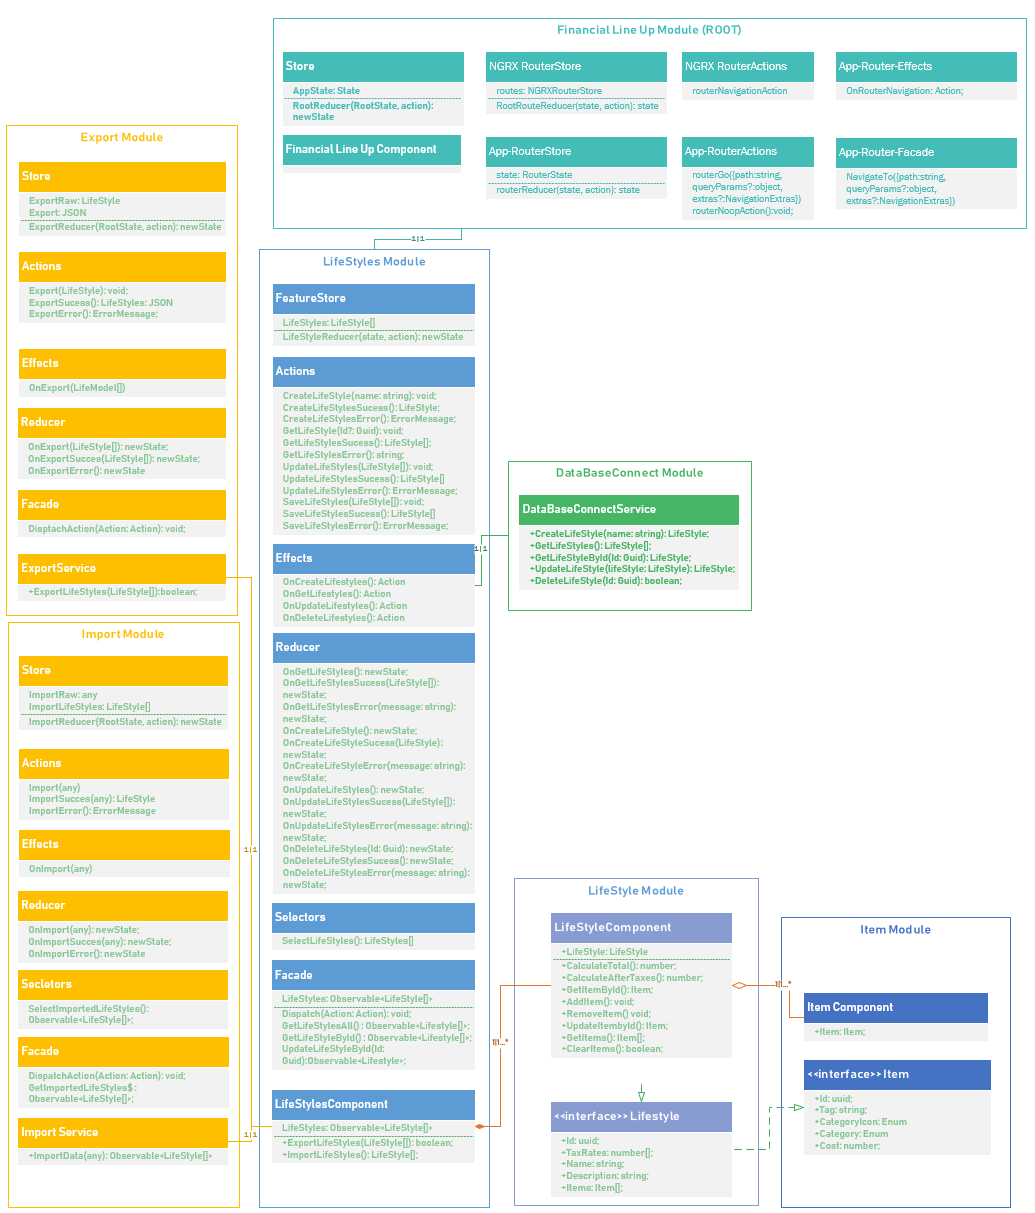 Financial Line Up Module (ROOT)
Store
AppState: State
RootReducer(RootState, action):
newState
Financial Line Up Component
NGRX RouterStore
routes: NGRXRouterStore
RootRouteReducer(state, action): state
App-RouterStore
state: RouterState
routerReducer(state, action): state
NGRX RouterActions
routerNavigationAction
App-RouterActions
routerGo({path:string,
queryParams?:object,
extras?:NavigationExtras})
routerNoopAction():void;
App-Router-Effects
OnRouterNavigation: Action;
App-Router-Facade
NavigateTo({path:string,
queryParams?:object,
extras?:NavigationExtras})
1|1
Export Module
Store
ExportRaw: LifeStyle
Export: JSON
ExportReducer(RootState, action): newState
Actions
Export(LifeStyle): void;
ExportSucess(): LifeStyles: JSON
ExportError(): ErrorMessage;
Effects
OnExport(LifeModel[])
Reducer
OnExport(LifeStyle[]): newState;
OnExportSucces(LifeStyle[]): newState;
OnExportError(): newState
Facade
DisptachAction(Action: Action): void;
ExportService
+ExportLifeStyles(LifeStyle[]):boolean;
Import Module
Store
ImportRaw: any
ImportLifeStyles: LifeStyle[]
ImportReducer(RootState, action): newState
Actions
Import(any)
ImportSucces(any): LifeStyle
ImportError(): ErrorMessage
Effects
OnImport(any)
Reducer
OnImport(any): newState;
OnImportSucces(any): newState;
OnImportError(): newState
Seclators
SelectImportedLifeStyles():
Observable<LifeStyle[]>;
Facade
DispatchAction(Action: Action): void;
GetImportedLifeStyles$ :
Observable<LifeStyle[]>;
Import Service
+ImportData(any): Observable<LifeStyle[]>
1|1
1|1
LifeStyles Module
FeatureStore
LifeStyles: LifeStyle[]
LifeStyleReducer(state, action): newState
Actions
CreateLifeStyle(name: string): void;
CreateLifeStylesSucess(): LifeStyle;
CreateLifeStylesError(): ErrorMessage;
GetLifeStyle(Id?: Guid): void;
GetLifeStylesSucess(): LifeStyle[];
GetLifeStylesError(): string;
UpdateLifeStyles(LifeStyle[]): void;
UpdateLifeStylesSucess(): LifeStyle[]
UpdateLifeStylesError(): ErrorMessage;
SaveLifeStyles(LifeStyle[]): void;
SaveLifeStylesSucess(): LifeStyle[]
SaveLifeStylesError(): ErrorMessage;
Effects
OnCreateLifestyles(): Action
OnGetLifestyles(): Action
OnUpdateLifestyles(): Action
OnDeleteLifestyles(): Action
Reducer
OnGetLifeStyles(): newState;
OnGetLifeStylesSucess(LifeStyle[]):
newState;
OnGetLifeStylesError(message: string):
newState;
OnCreateLifeStyle(): newState;
OnCreateLifeStyleSucess(LifeStyle):
newState;
OnCreateLifeStyleError(message: string):
newState;
OnUpdateLifeStyles(): newState;
OnUpdateLifeStylesSucess(LifeStyle[]):
newState;
OnUpdateLifeStylesError(message: string):
newState;
OnDeleteLifeStyles(Id: Guid): newState;
OnDeleteLifeStylesSucess(): newState;
OnDeleteLifeStylesError(message: string):
newState;
Selectors
SelectLifeStyles(): LifeStyles[]
Facade
LifeStyles: Observable<LifeStyle[]>
Dispatch(Action: Action): void;
GetLifeStylesAll() : Observable<Lifestyle[]>;
GetLifeStyleById() : Observable<Lifestyle[]>;
UpdateLifeStyleById(Id:
Guid):Observable<Lifestyle>;
LifeStylesComponent
LifeStyles: Observable<LifeStyle[]>
+ExportLifeStyles(LifeStyle[]): boolean;
+ImportLifeStyles(): LifeStyle[];
1|1
DataBaseConnect Module
DataBaseConnectService
+CreateLifeStyle(name: string): LifeStyle;
+GetLifeStyles(): LifeStyle[];
+GetLifeStyleById(Id: Guid): LifeStyle;
+UpdateLifeStyle(lifeStyle: LifeStyle): LifeStyle;
+DeleteLifeStyle(Id: Guid): boolean;
1|1...*
LifeStyle Module
LifeStyleComponent
+LifeStyle: LifeStyle
+CalculateTotal(): number;
+CalculateAfterTaxes(): number;
+GetItemById(): Item;
+AddItem(): void;
+RemoveItem() void;
+UpdateItembyId(): Item;
+GetItems(): Item[];
+ClearItems(): boolean;
<<interface>> Lifestyle
+Id: uuid;
+TaxRates: number[];
+Name: string;
+Description: string;
+Items: Item[];
1|1...*
Item Module
Item Component
+Item: Item;
<<interface>> Item
+Id: uuid;
+Tag: string;
+CategoryIcon: Enum
+Category: Enum
+Cost: number;